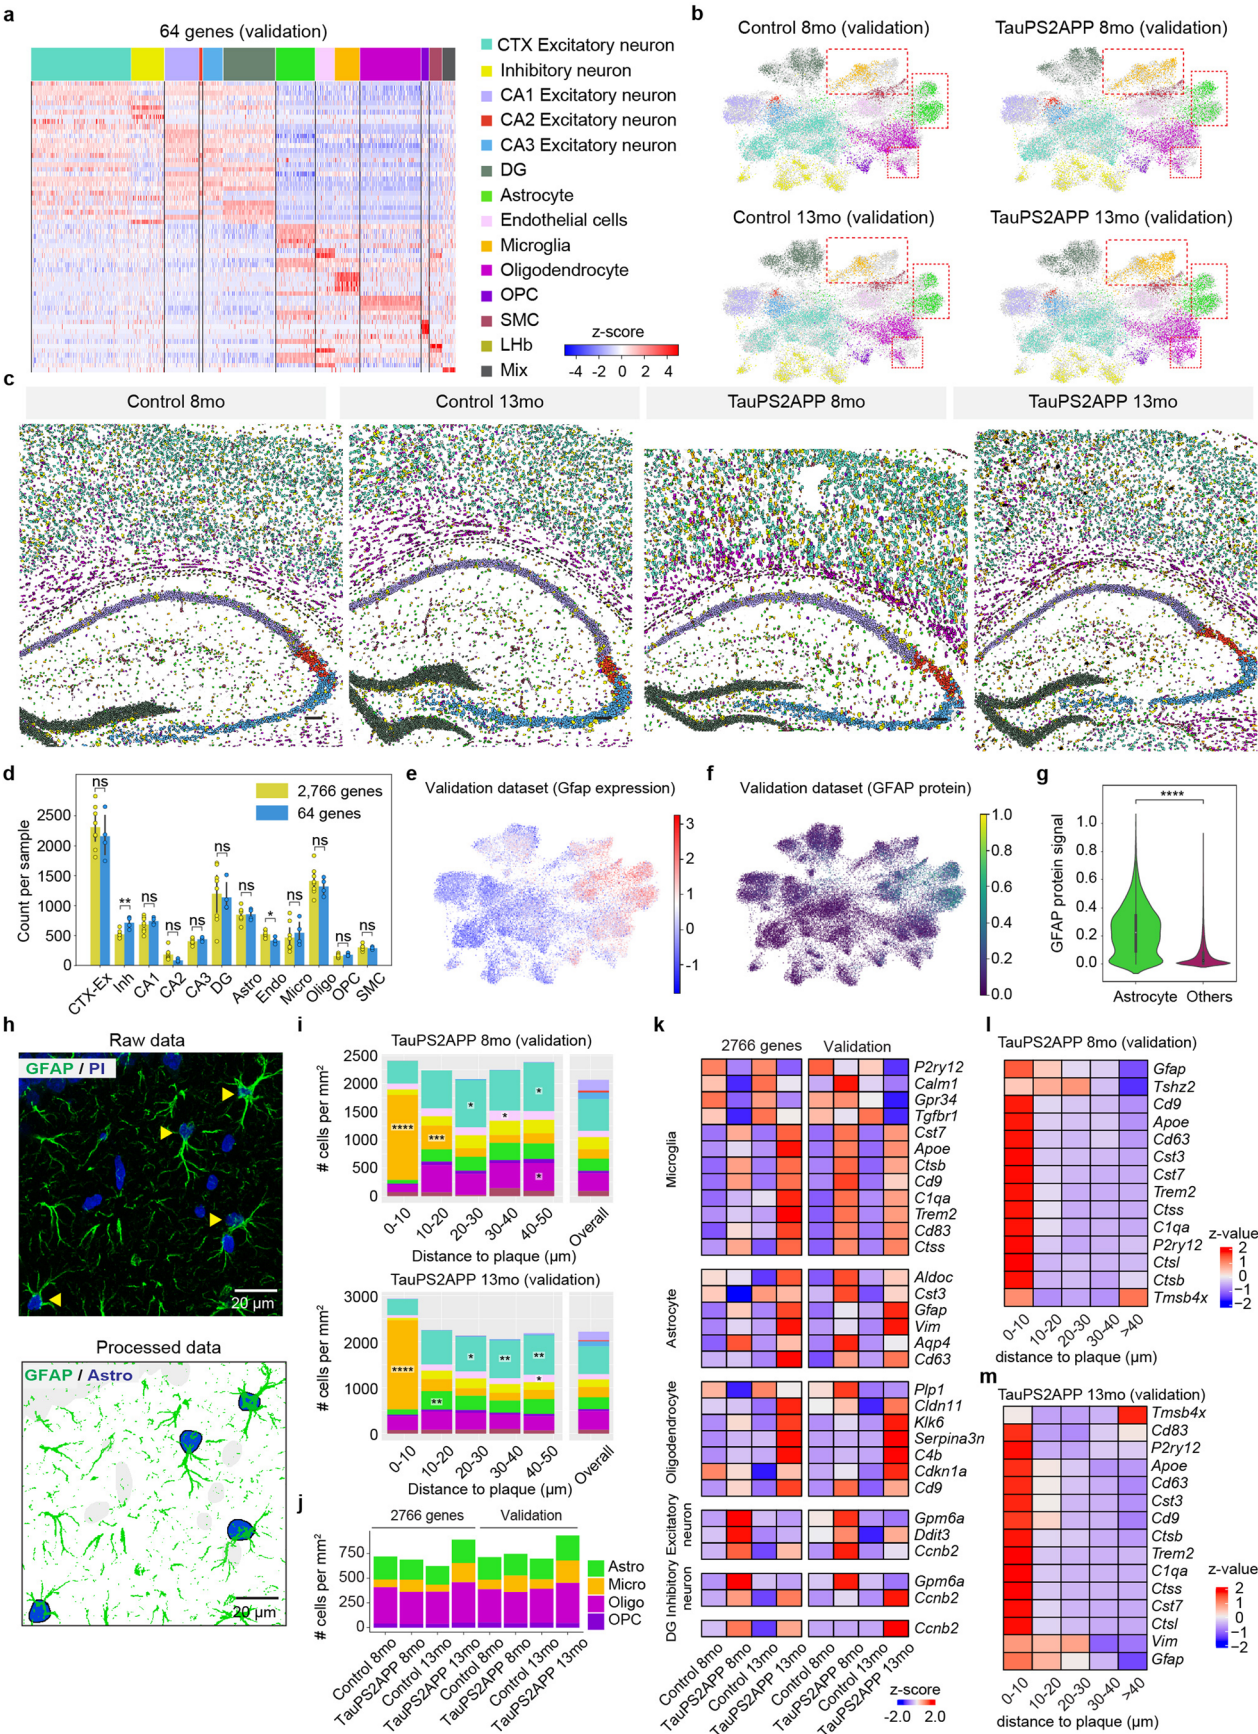 a
64 genes (validation)
CTX Excitatory neuron
Inhibitory neuron
CA1 Excitatory neuron
CA2 Excitatory neuron
CA3 Excitatory neuron
DG
Astrocyte
Endothelial cells
Microglia
Oligodendrocyte
OPC
SMC
LHb
Mix
z-score
-4 -2 0 2 4
b
Control 8mo (validation)
TauPS2APP 8mo (validation)
Control 13mo (validation)
TauPS2APP 13mo (validation)
c
Control 8mo
Control 13mo
TauPS2APP 8mo
TauPS2APP 13mo
d
Count per sample
2500
2000
1500
1000
500
0
2,766 genes
64 genes
ns
**
ns
ns
ns
ns
ns
*
ns
ns
ns
ns
CTX-Ex
Inh
CA1
CA2
CA3
DG
Astro
Endo
Micro
Oligo
OPC
SMC
e
Validation dataset (Gfap expression)
3
2
1
0
-1
f
Validation dataset (GFAP protein)
1.0
0.8
0.6
0.4
0.2
0.0
g
GFAP protein signal
1.0
0.8
0.6
0.4
0.2
0.0
****
Astrocyte
Others
h
Raw data
GFAP / PI
20 µm
Processed data
GFAP / Astro
20 µm
i
TauPS2APP 8mo (validation)
# cells per mm²
2500
2000
1500
1000
500
0
****
***
*
*
*
*
0-10
10-20
20-30
30-40
40-50
Overall
Distance to plaque (µm)
TauPS2APP 13mo (validation)
# cells per mm²
3000
2000
1000
0
****
**
*
**
**
*
0-10
10-20
20-30
30-40
40-50
Overall
Distance to plaque (µm)
j
2766 genes
Validation
# cells per mm²
750
500
250
0
Astro
Micro
Oligo
OPC
Control 8mo
TauPS2APP 8mo
Control 13mo
TauPS2APP 13mo
Control 8mo
TauPS2APP 8mo
Control 13mo
TauPS2APP 13mo
k
2766 genes
Validation
Microglia
P2ry12
Calm1
Gpr34
Tgfbr1
Cst7
Apoe
Ctsb
Cd9
C1qa
Trem2
Cd83
Ctss
Astrocyte
Aldoc
Cst3
Gfap
Vim
Aqp4
Cd63
Oligodendrocyte
Plp1
Cldn11
Klk6
Serpina3n
C4b
Cdkn1a
Cd9
Excitatory neuron
Gpm6a
Ddit3
Ccnb2
Inhibitory neuron
Gpm6a
Ccnb2
DG
Ccnb2
Control 8mo
TauPS2APP 8mo
Control 13mo
TauPS2APP 13mo
Control 8mo
TauPS2APP 8mo
Control 13mo
TauPS2APP 13mo
z-score
-2.0 2.0
l
TauPS2APP 8mo (validation)
Gfap
Tshz2
Cd9
Apoe
Cd63
Cst3
Cst7
Trem2
Ctss
C1qa
P2ry12
Ctsl
Ctsb
Tmsb4x
z-value
2
1
0
−1
−2
0-10
10-20
20-30
30-40
>40
distance to plaque (µm)
m
TauPS2APP 13mo (validation)
Tmsb4x
Cd83
P2ry12
Apoe
Cd63
Cst3
Cd9
Ctsb
Trem2
C1qa
Ctss
Cst7
Ctsl
Vim
Gfap
z-value
2
1
0
−1
−2
0-10
10-20
20-30
30-40
>40
distance to plaque (µm)